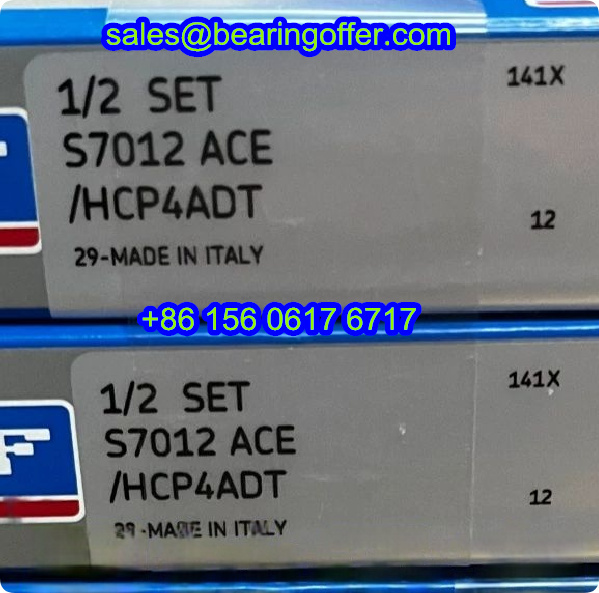 sales@bearingoffer.com
1/2 SET
S7012 ACE
/HCP4ADT
29-MADE IN ITALY
141X
12
+86 156 0617 6717
1/2 SET
S7012 ACE
/HCP4ADT
29-MADE IN ITALY
141X
12
F